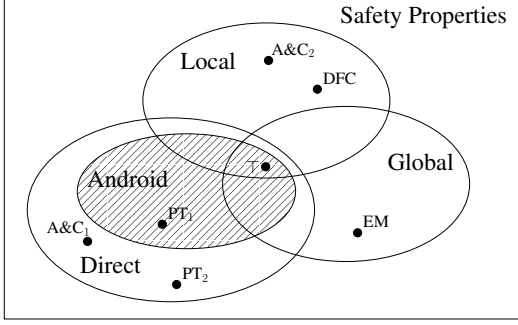 Safety Properties
Local
A&C₂
DFC
⊤
Global
Android
PT₁
A&C₁
EM
Direct
PT₂